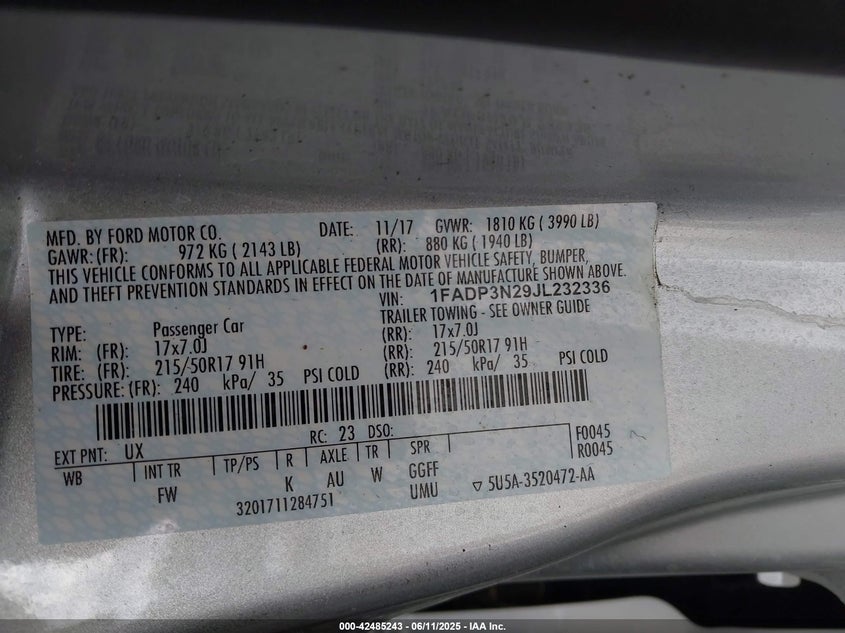 MFD. BY FORD MOTOR CO. DATE: 11/17 GVWR: 1810 KG ( 3990 LB)
GAWR: (FR): 972 KG ( 2143 LB) (RR): 880 KG ( 1940 LB)
THIS VEHICLE CONFORMS TO ALL APPLICABLE FEDERAL MOTOR VEHICLE SAFETY, BUMPER,
AND THEFT PREVENTION STANDARDS IN EFFECT ON THE DATE OF MANUFACTURE SHOWN ABOVE.
VIN: 1FADP3N29JL232336
TRAILER TOWING - SEE OWNER GUIDE
TYPE: Passenger Car
RIM: (FR): 17x7.0J (RR): 17x7.0J
TIRE: (FR): 215/50R17 91H (RR): 215/50R17 91H
PRESSURE: (FR): 240 kPa/ 35 PSI COLD (RR): 240 kPa/ 35 PSI COLD
EXT PNT: UX RC: 23 DSO: F0045
R0045
WB INT TR TP/PS R AXLE TR SPR
FW K AU W GGFF
UMU ▽ 5U5A-3520472-AA
3201711284751
000-42485243 - 06/11/2025 - IAA Inc.